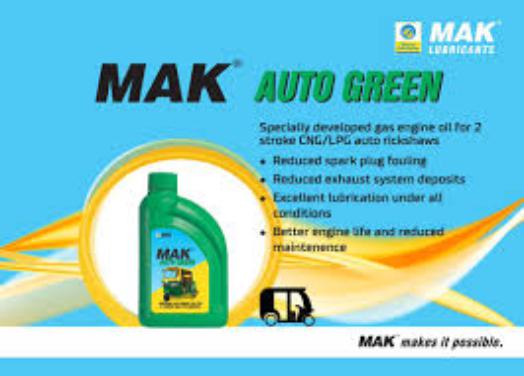 MAK
LUBRICANTS
MAK® AUTO GREEN
Specially developed gas engine oil for 2
stroke CNG/LPG auto rickshaws
• Reduced spark plug fouling
• Reduced exhaust system deposits
• Excellent lubrication under all
conditions
• Better engine life and reduced
maintenence
MAK
AUTO GREEN
MAK makes it possible.